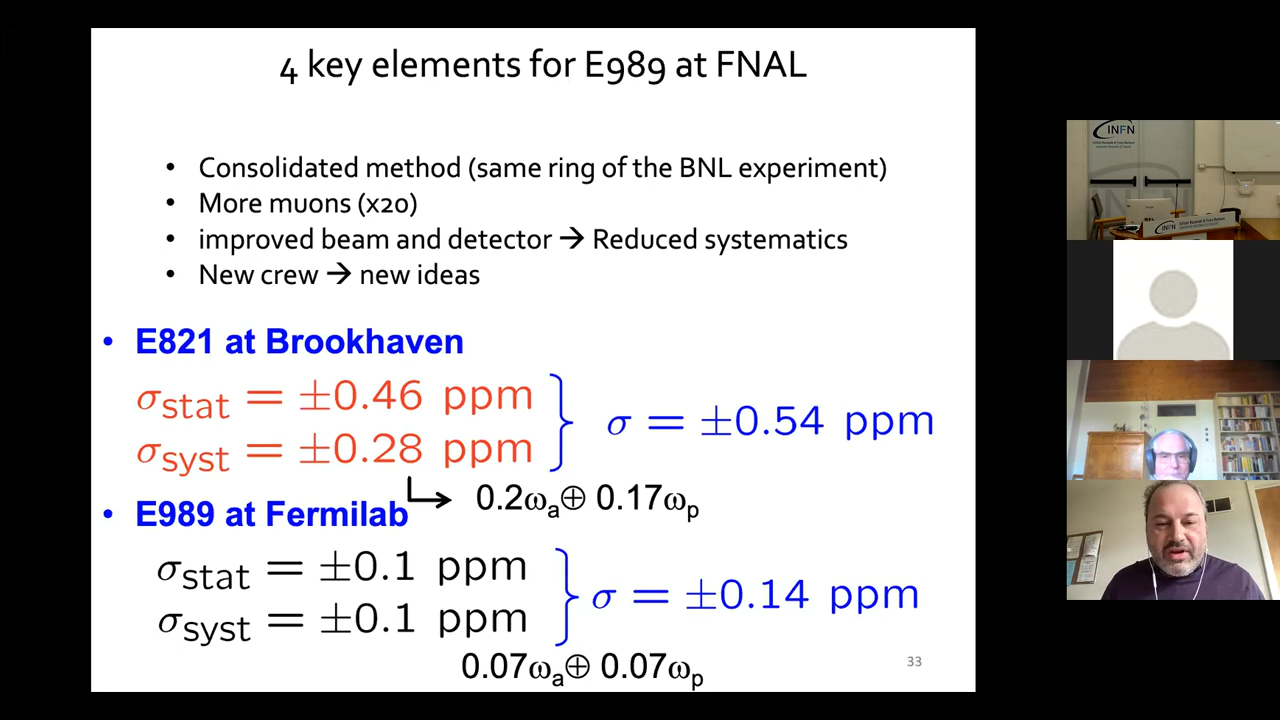 4 key elements for E989 at FNAL
• Consolidated method (same ring of the BNL experiment)
• More muons (x20)
• improved beam and detector → Reduced systematics
• New crew → new ideas
• E821 at Brookhaven
σstat = ±0.46 ppm
σsyst = ±0.28 ppm
σ = ±0.54 ppm
0.2ωa⊕ 0.17ωp
• E989 at Fermilab
σstat = ±0.1 ppm
σsyst = ±0.1 ppm
σ = ±0.14 ppm
0.07ωa⊕ 0.07ωp
33
INFN
INFN